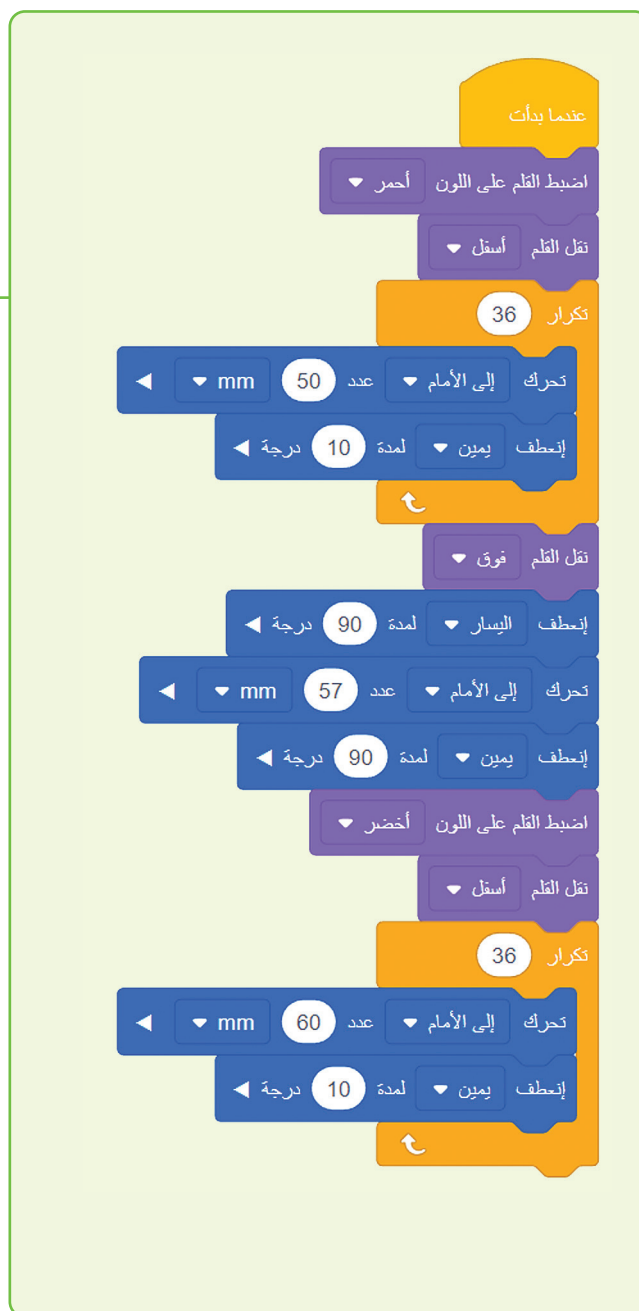 عندما بدأت
اضبط القلم على اللون أحمر
نقل القلم أسفل
تكرار 36
تحرك إلى الأمام عدد 50 mm
إنعطف يمين لمدة 10 درجة
نقل القلم فوق
إنعطف اليسار لمدة 90 درجة
تحرك إلى الأمام عدد 57 mm
إنعطف يمين لمدة 90 درجة
اضبط القلم على اللون أخضر
نقل القلم أسفل
تكرار 36
تحرك إلى الأمام عدد 60 mm
إنعطف يمين لمدة 10 درجة